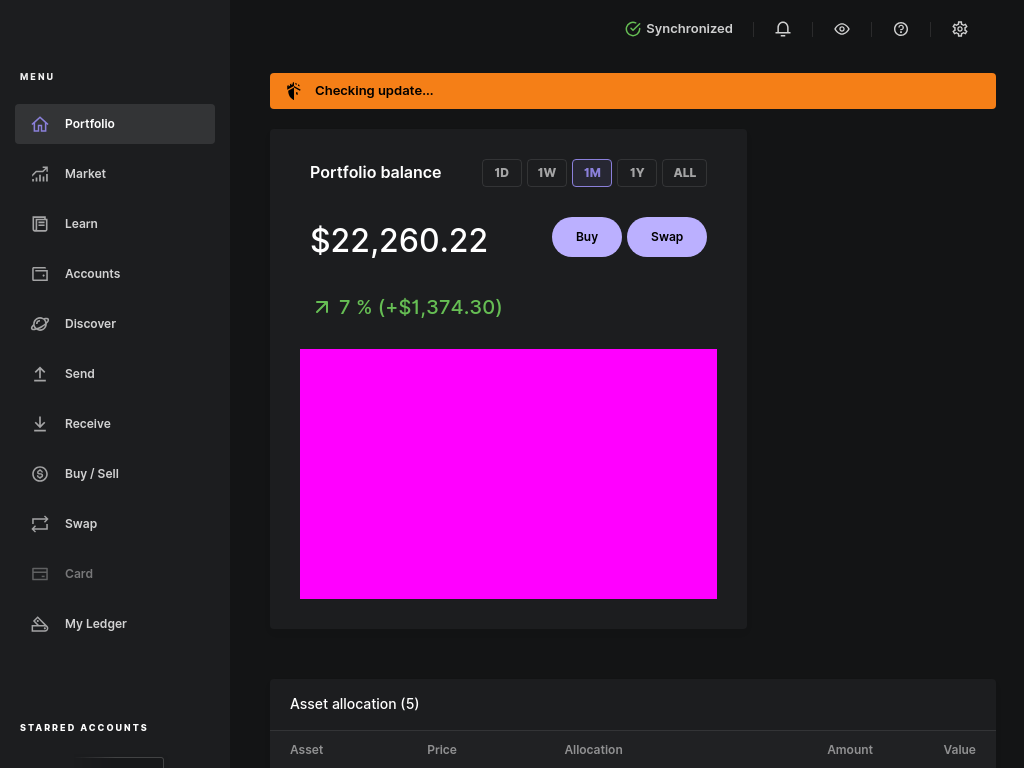 Synchronized
MENU
Portfolio
Market
Learn
Accounts
Discover
Send
Receive
Buy / Sell
Swap
Card
My Ledger
STARRED ACCOUNTS
Checking update...
Portfolio balance
1D 1W 1M 1Y ALL
$22,260.22
Buy Swap
7 % (+$1,374.30)
Asset allocation (5)
Asset Price Allocation Amount Value